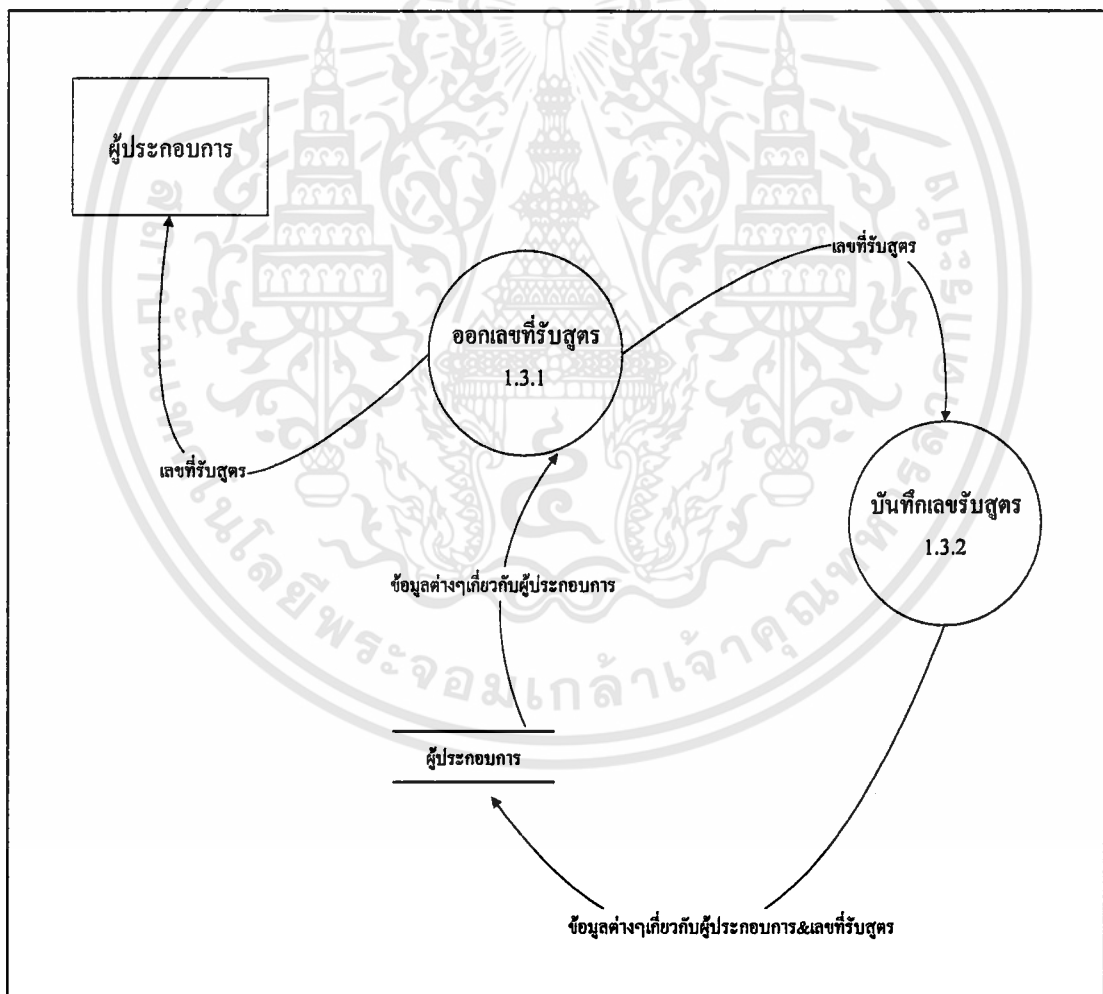 ผู้ประกอบการ
เลขที่รับสูตร
ออกเลขที่รับสูตร
1.3.1
เลขที่รับสูตร
บันทึกเลขรับสูตร
1.3.2
ข้อมูลต่างๆเกี่ยวกับผู้ประกอบการ
ผู้ประกอบการ
ข้อมูลต่างๆเกี่ยวกับผู้ประกอบการ&เลขที่รับสูตร